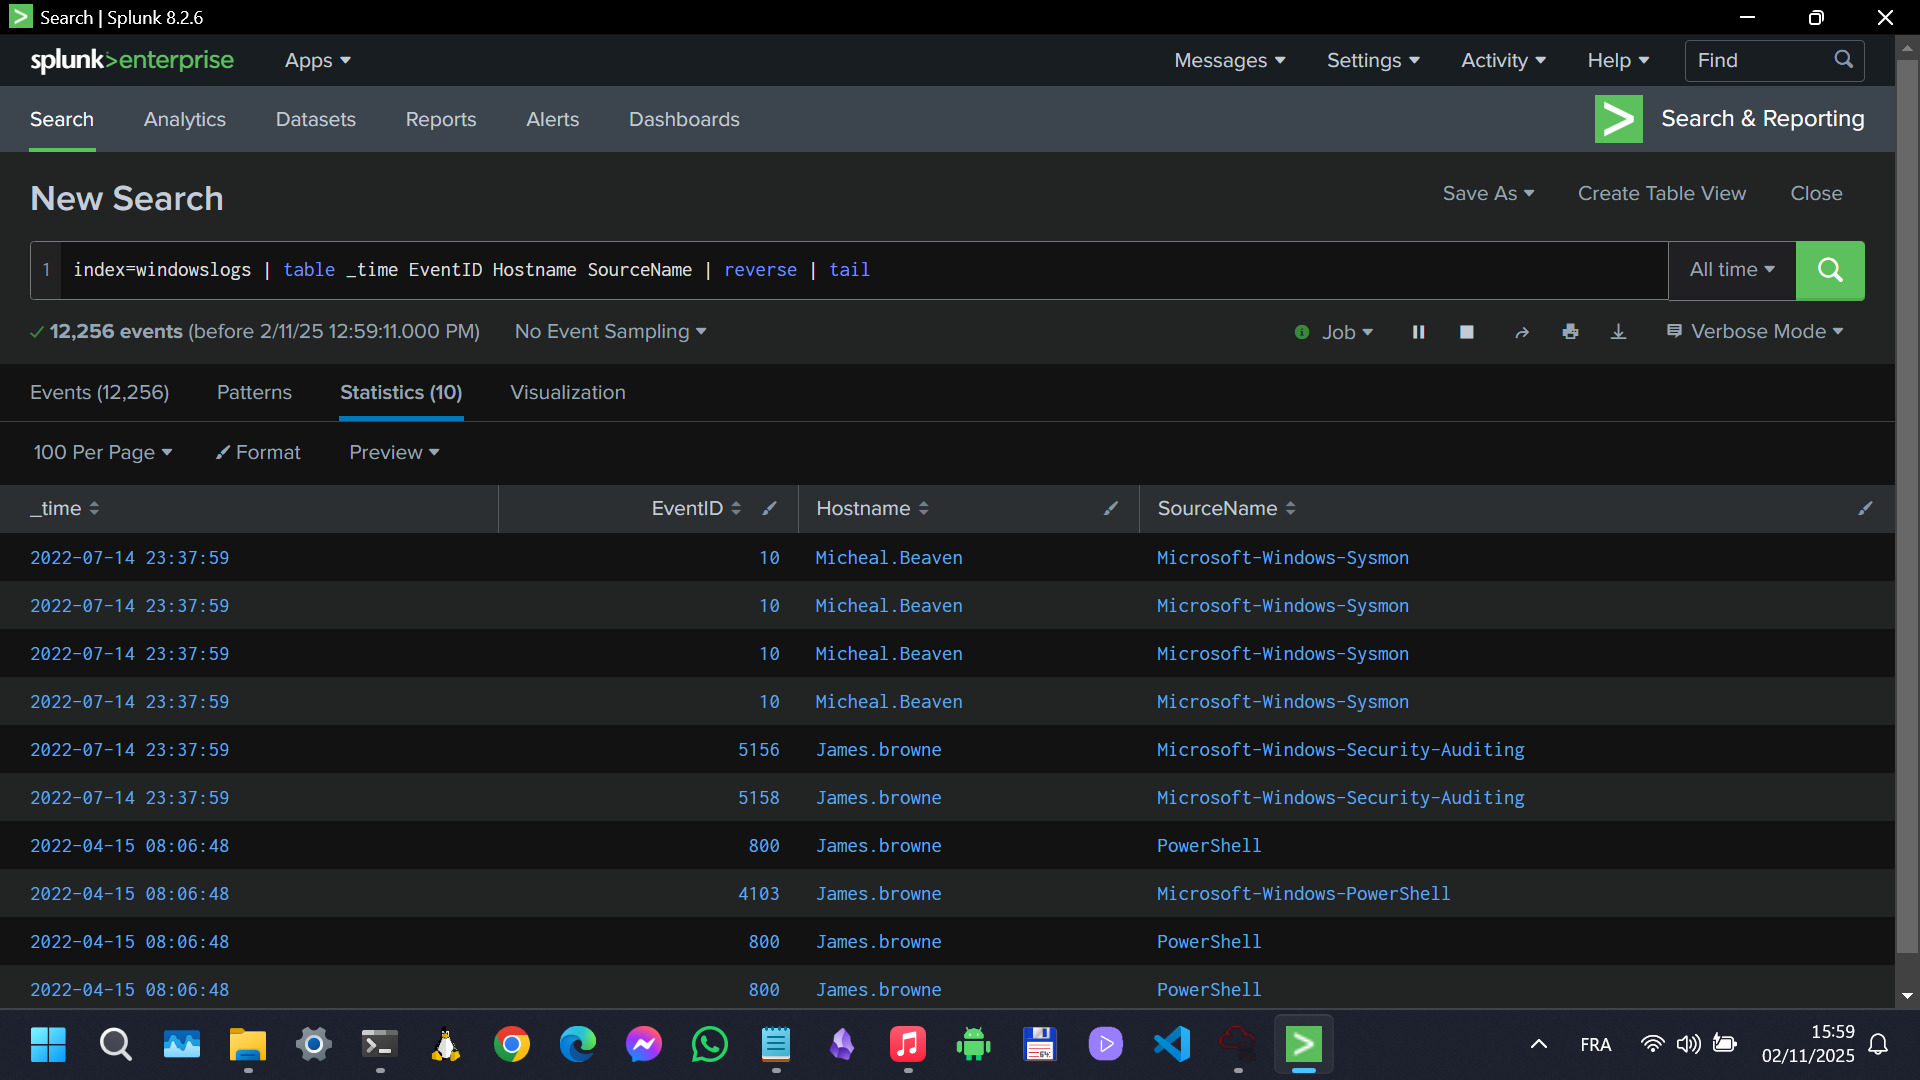 Search | Splunk 8.2.6
splunk>enterprise Apps Messages Settings Activity Help Find
Search Analytics Datasets Reports Alerts Dashboards Search & Reporting
New Search Save As Create Table View Close
1 index=windowslogs | table _time EventID Hostname SourceName | reverse | tail All time
12,256 events (before 2/11/25 12:59:11.000 PM) No Event Sampling Job Verbose Mode
Events (12,256) Patterns Statistics (10) Visualization
100 Per Page Format Preview
_time EventID Hostname SourceName
2022-07-14 23:37:59 10 Micheal.Beaven Microsoft-Windows-Sysmon
2022-07-14 23:37:59 10 Micheal.Beaven Microsoft-Windows-Sysmon
2022-07-14 23:37:59 10 Micheal.Beaven Microsoft-Windows-Sysmon
2022-07-14 23:37:59 10 Micheal.Beaven Microsoft-Windows-Sysmon
2022-07-14 23:37:59 5156 James.browne Microsoft-Windows-Security-Auditing
2022-07-14 23:37:59 5158 James.browne Microsoft-Windows-Security-Auditing
2022-04-15 08:06:48 800 James.browne PowerShell
2022-04-15 08:06:48 4103 James.browne Microsoft-Windows-PowerShell
2022-04-15 08:06:48 800 James.browne PowerShell
2022-04-15 08:06:48 800 James.browne PowerShell
64 FRA 15:59
02/11/2025